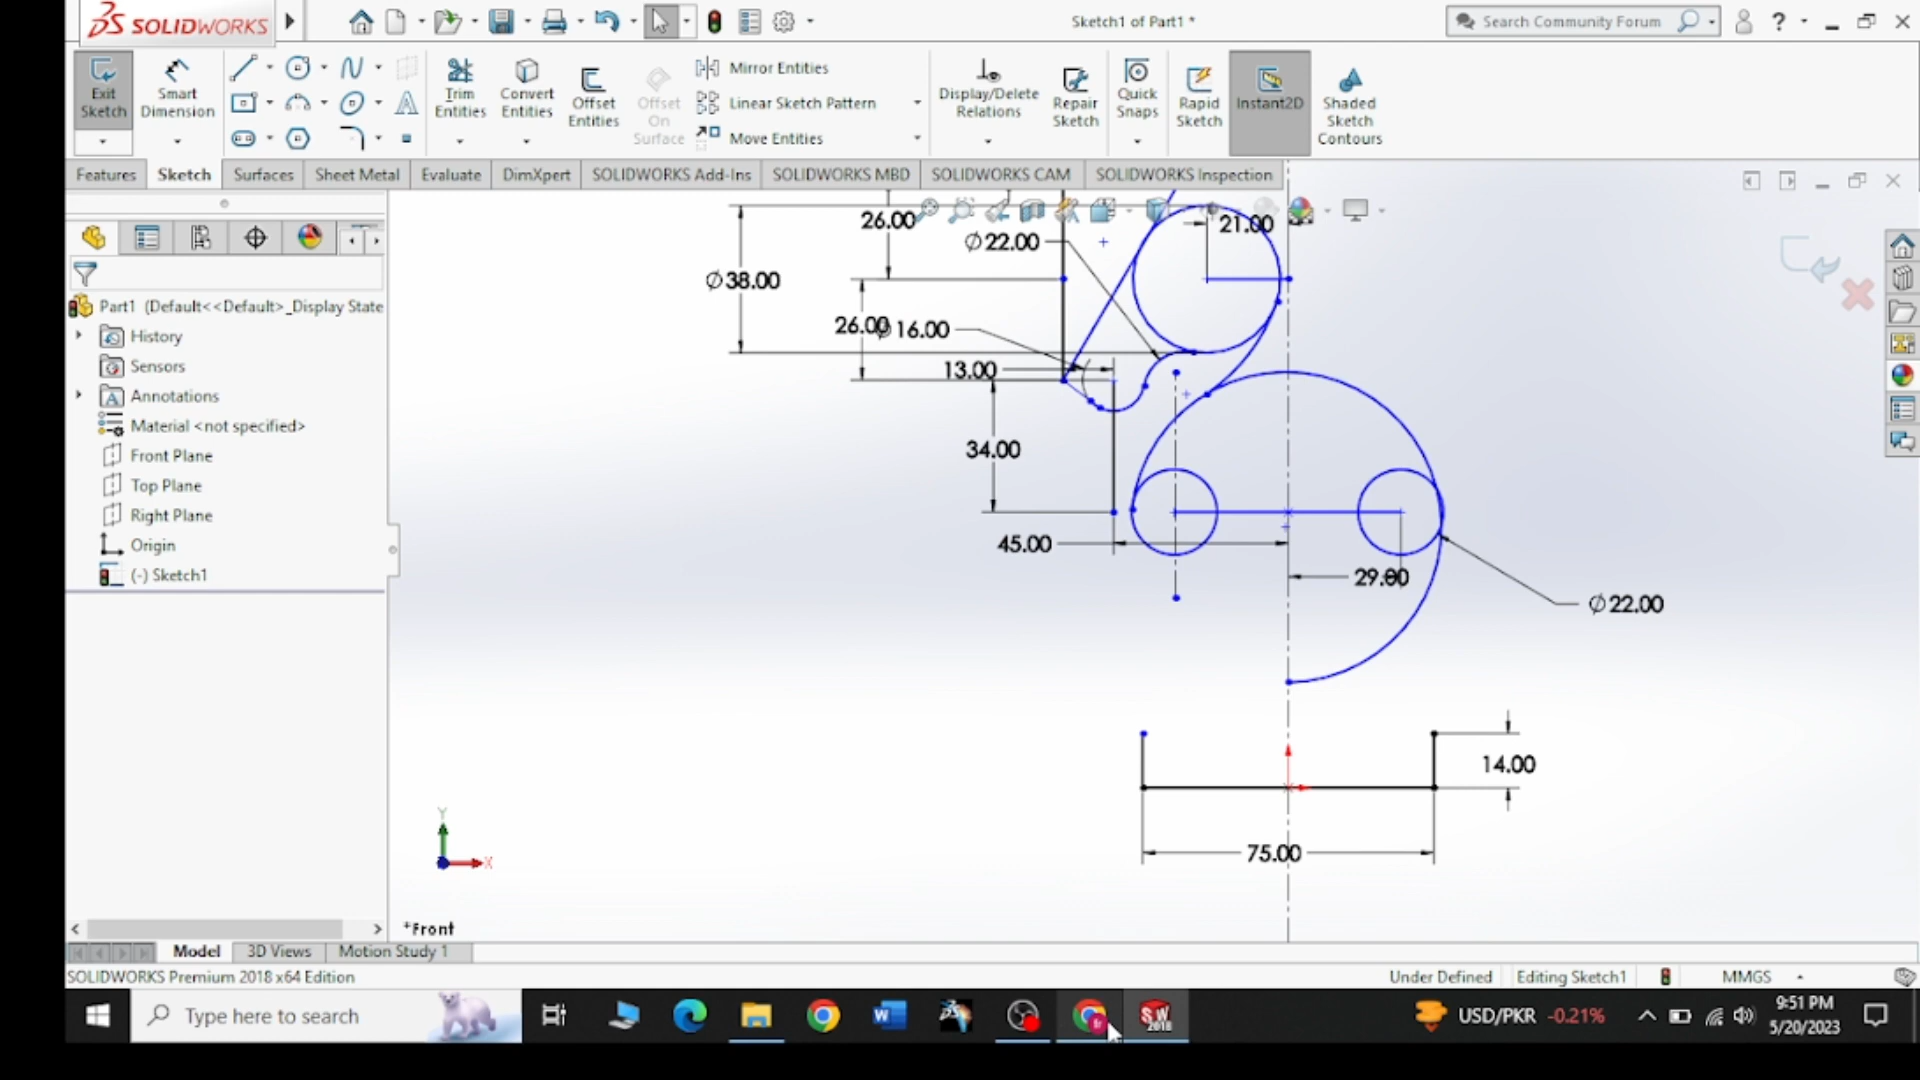 SOLIDWORKS
Sketch1 of Part1 *
Search Community Forum
?
Exit Sketch
Smart Dimension
Trim Entities
Convert Entities
Offset Entities
Offset On Surface
Mirror Entities
Linear Sketch Pattern
Move Entities
Display/Delete Relations
Repair Sketch
Quick Snaps
Rapid Sketch
Instant2D
Shaded Sketch Contours
Features Sketch Surfaces Sheet Metal Evaluate DimXpert SOLIDWORKS Add-Ins SOLIDWORKS MBD SOLIDWORKS CAM SOLIDWORKS Inspection
Part1 (Default<<Default>_Display State
History
Sensors
Annotations
Material <not specified>
Front Plane
Top Plane
Right Plane
Origin
(-) Sketch1
26.00
21.00
∅22.00
∅38.00
26.00
∅16.00
13.00
34.00
45.00
29.00
∅22.00
14.00
75.00
Y
X
*Front
Model 3D Views Motion Study 1
SOLIDWORKS Premium 2018 x64 Edition
Under Defined Editing Sketch1 MMGS
Type here to search
USD/PKR -0.21%
9:51 PM
5/20/2023